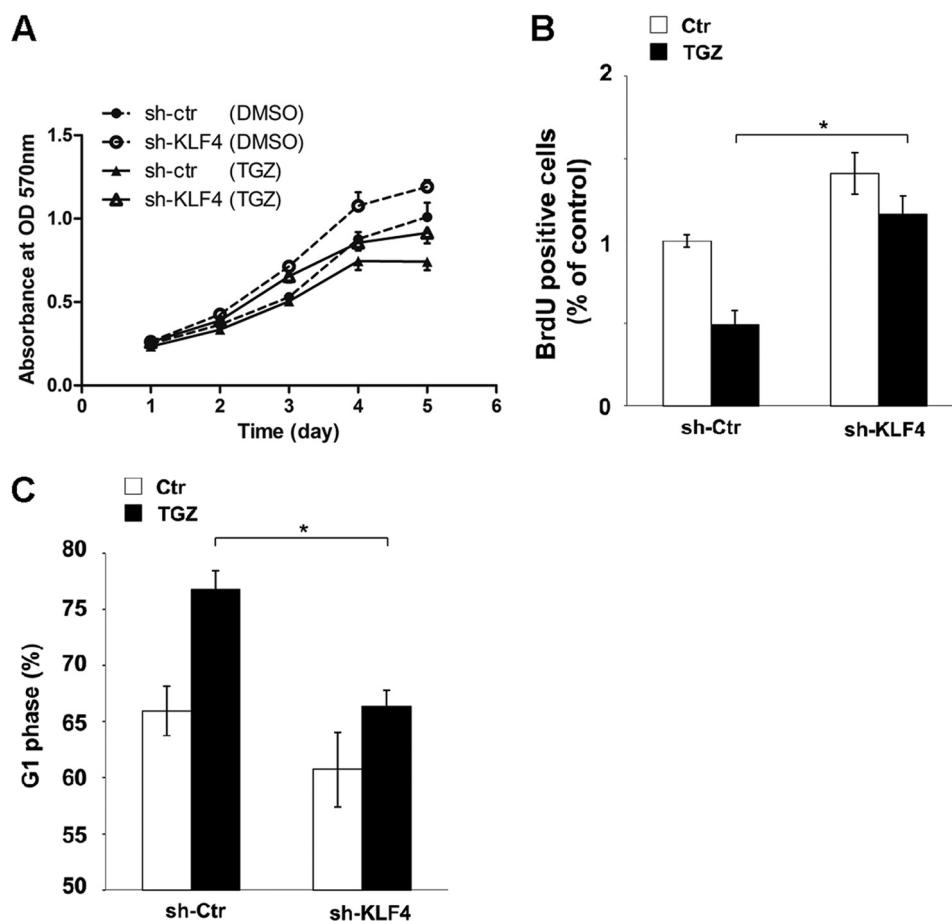 A
sh-ctr (DMSO)
sh-KLF4 (DMSO)
sh-ctr (TGZ)
sh-KLF4 (TGZ)
Absorbance at OD 570nm
1.5
1.0
0.5
0.0
0 1 2 3 4 5 6
Time (day)
B
Ctr
TGZ
BrdU positive cells
(% of control)
2
1
0
*
sh-Ctr sh-KLF4
C
Ctr
TGZ
G1 phase (%)
80
75
70
65
60
55
50
*
sh-Ctr sh-KLF4